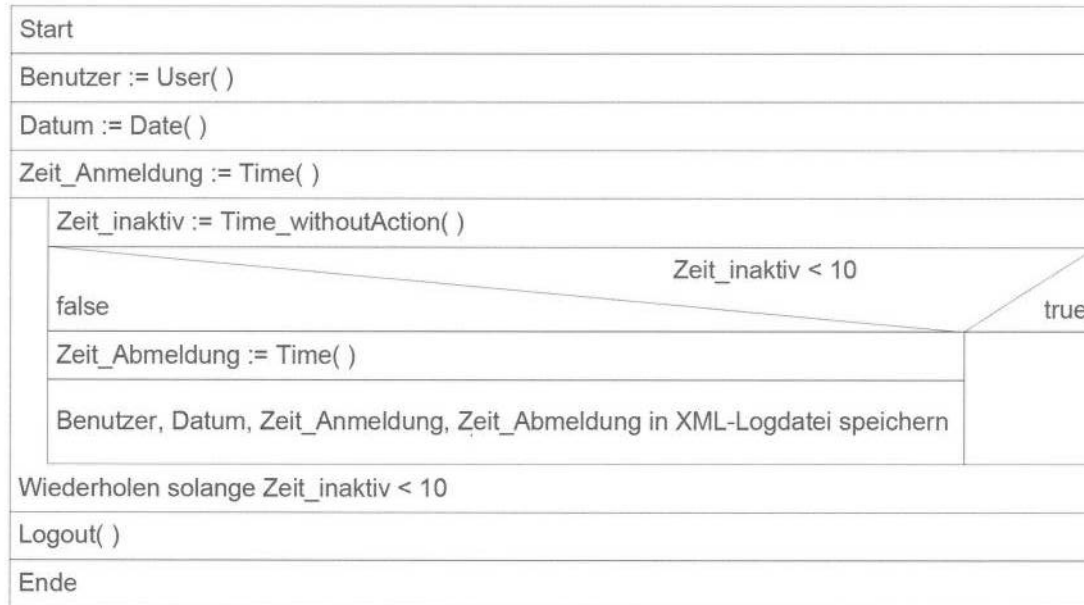 Start
Benutzer := User( )
Datum := Date( )
Zeit_Anmeldung := Time( )
Zeit_inaktiv := Time_withoutAction( )
Zeit_inaktiv < 10
false
true
Zeit_Abmeldung := Time( )
Benutzer, Datum, Zeit_Anmeldung, Zeit_Abmeldung in XML-Logdatei speichern
Wiederholen solange Zeit_inaktiv < 10
Logout( )
Ende